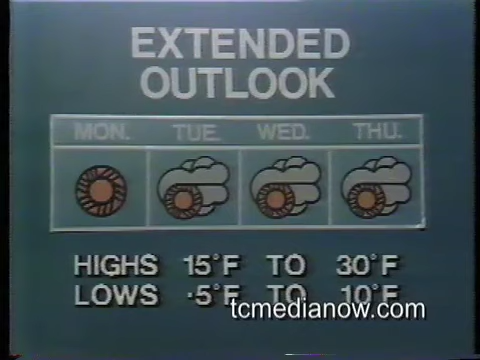 EXTENDED
OUTLOOK
MON. TUE. WED. THU.
HIGHS 15°F TO 30°F
LOWS -5°F TO 10°F
tcmedianow.com